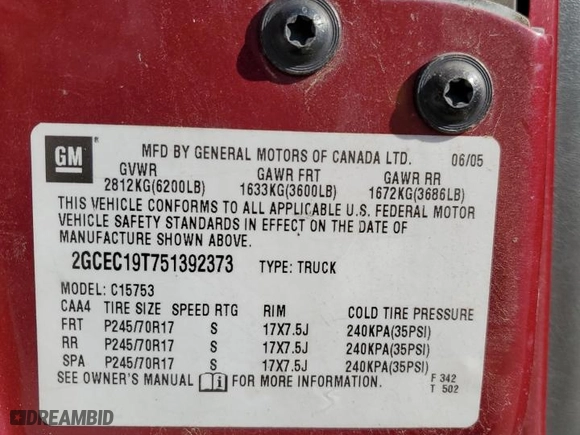 GM ®
MFD BY GENERAL MOTORS OF CANADA LTD. 06/05
GVWR GAWR FRT GAWR RR
2812KG(6200LB) 1633KG(3600LB) 1672KG(3686LB)
THIS VEHICLE CONFORMS TO ALL APPLICABLE U.S. FEDERAL MOTOR
VEHICLE SAFETY STANDARDS IN EFFECT ON THE DATE OF
MANUFACTURE SHOWN ABOVE.
2GCEC19T751392373 TYPE: TRUCK
MODEL: C15753
CAA4 TIRE SIZE SPEED RTG RIM COLD TIRE PRESSURE
FRT P245/70R17 S 17X7.5J 240KPA(35PSI)
RR P245/70R17 S 17X7.5J 240KPA(35PSI)
SPA P245/70R17 S 17X7.5J 240KPA(35PSI)
SEE OWNER'S MANUAL FOR MORE INFORMATION.
F 342
T 502
DREAMBID